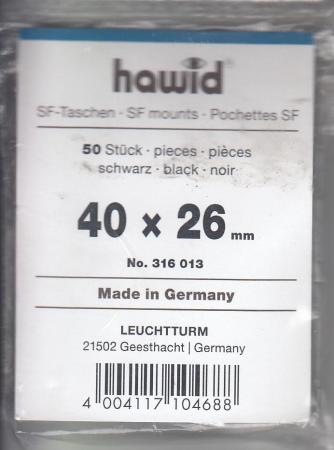 hawid®
SF-Taschen · SF mounts · Pochettes SF
50 Stück · pieces · pièces
schwarz · black · noir
40 x 26 mm
No. 316 013
Made in Germany
LEUCHTTURM
21502 Geesthacht | Germany
4 004117 104688